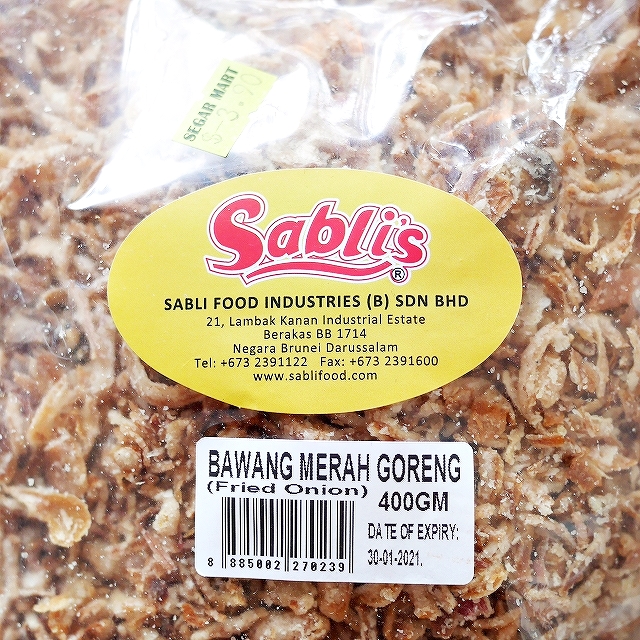 SEGAR MART
Sabli's
®
SABLI FOOD INDUSTRIES (B) SDN BHD
21, Lambak Kanan Industrial Estate
Berakas BB 1714
Negara Brunei Darussalam
Tel: +673 2391122 Fax: +673 2391600
www.sablifood.com
BAWANG MERAH GORENG
(Fried Onion) 400GM
DATE OF EXPIRY:
30-01-2021.
8 885002 270239